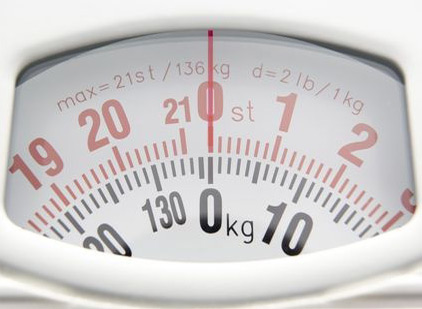 max=21st/136kg d=2lb/1kg
19 20 21 0 st 1 2
130 0 kg 10